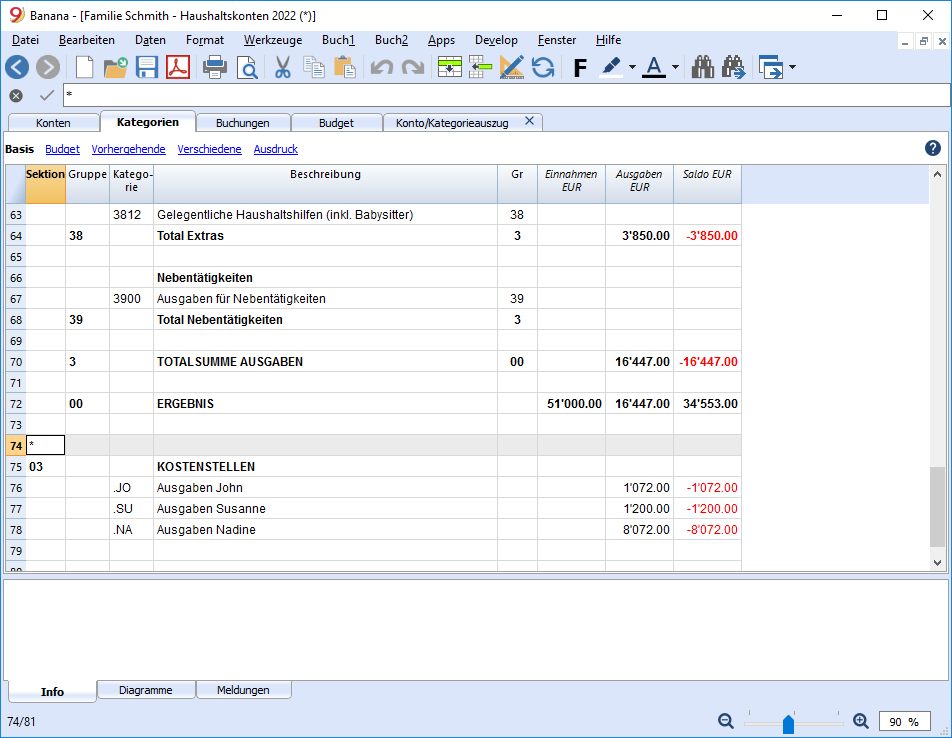 Banana - [Familie Schmith - Haushaltskonten 2022 (*)]
Datei Bearbeiten Daten Format Werkzeuge Buch1 Buch2 Apps Develop Fenster Hilfe
F A
*
Konten Kategorien Buchungen Budget Konto/Kategorieauszug
Basis Budget Vorhergehende Verschiedene Ausdruck
Sektion Gruppe Katego-rie Beschreibung Gr Einnahmen EUR Ausgaben EUR Saldo EUR
63 3812 Gelegentliche Haushaltshilfen (inkl. Babysitter) 38
64 38 Total Extras 3 3'850.00 -3'850.00
65
66 Nebentätigkeiten
67 3900 Ausgaben für Nebentätigkeiten 39
68 39 Total Nebentätigkeiten 3
69
70 3 TOTALSUMME AUSGABEN 00 16'447.00 -16'447.00
71
72 00 ERGEBNIS 51'000.00 16'447.00 34'553.00
73
74 *
75 03 KOSTENSTELLEN
76 .JO Ausgaben John 1'072.00 -1'072.00
77 .SU Ausgaben Susanne 1'200.00 -1'200.00
78 .NA Ausgaben Nadine 8'072.00 -8'072.00
79
80
Info Diagramme Meldungen
74/81 90 %